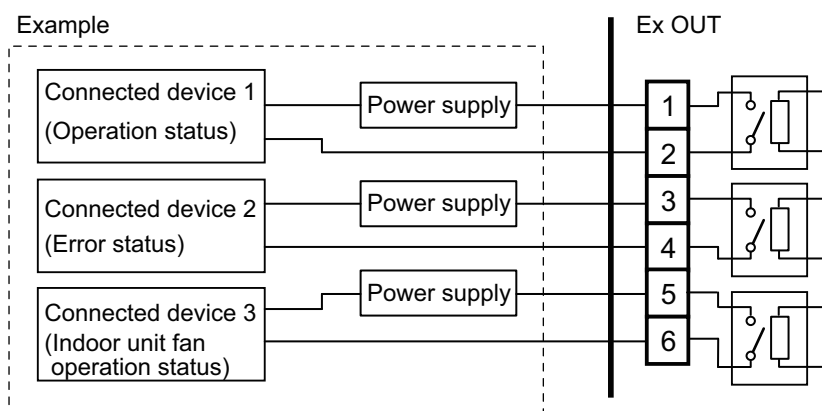 Example
Ex OUT
Connected device 1
(Operation status)
Power supply
1
2
Connected device 2
(Error status)
Power supply
3
4
Connected device 3
(Indoor unit fan
operation status)
Power supply
5
6